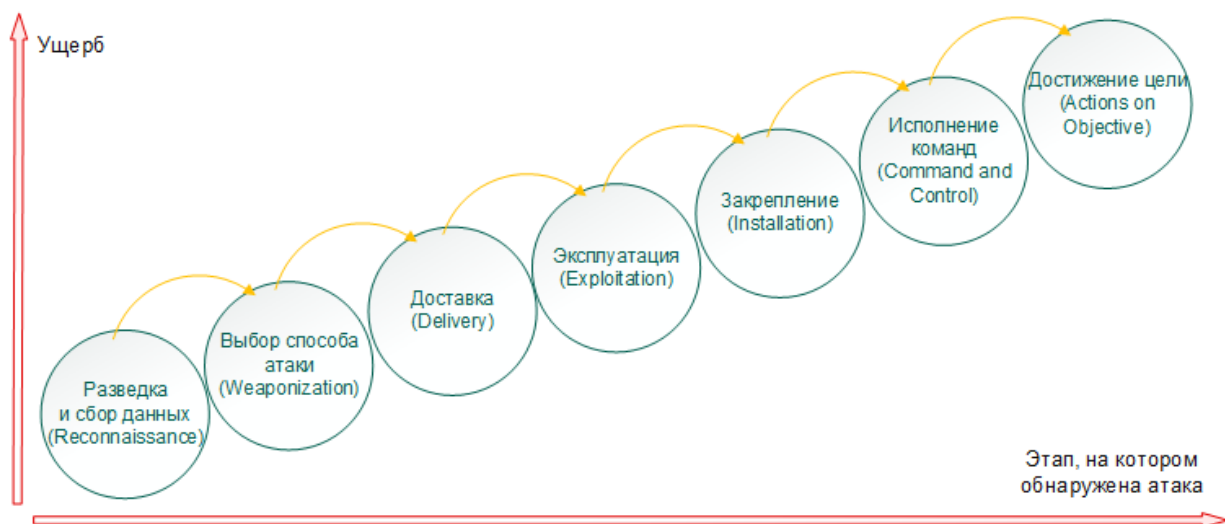 Ущерб
Разведка
и сбор данных
(Reconnaissance)
Выбор способа
атаки
(Weaponization)
Доставка
(Delivery)
Эксплуатация
(Exploitation)
Закрепление
(Installation)
Исполнение
команд
(Command and
Control)
Достижение цели
(Actions on
Objective)
Этап, на котором
обнаружена атака